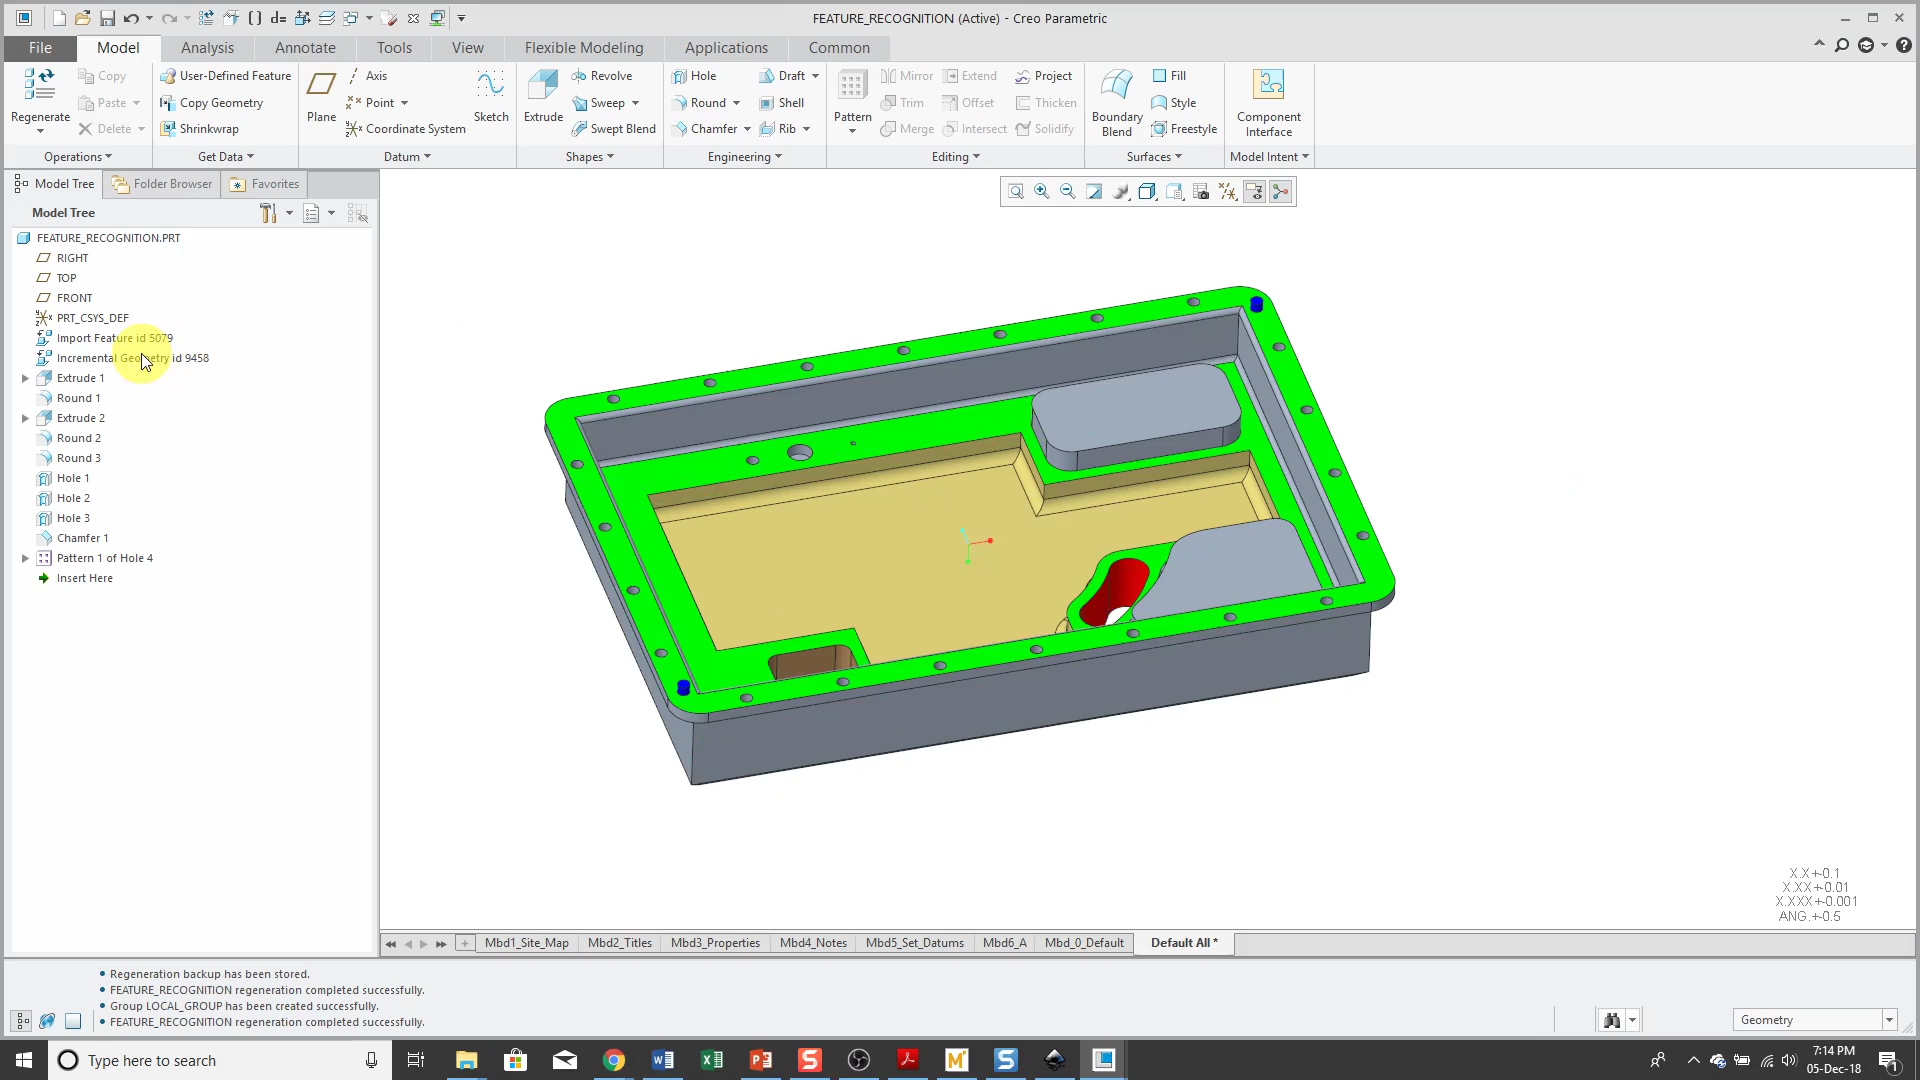 FEATURE_RECOGNITION (Active) - Creo Parametric
File Model Analysis Annotate Tools View Flexible Modeling Applications Common
Regenerate
Copy
Paste
Delete
Operations
User-Defined Feature
Copy Geometry
Shrinkwrap
Get Data
Plane
Axis
Point
Coordinate System
Sketch
Datum
Extrude
Revolve
Sweep
Swept Blend
Shapes
Hole
Round
Chamfer
Draft
Shell
Rib
Engineering
Pattern
Mirror
Trim
Merge
Extend
Offset
Intersect
Project
Thicken
Solidify
Editing
Boundary
Blend
Fill
Style
Freestyle
Surfaces
Component
Interface
Model Intent
Model Tree Folder Browser Favorites
Model Tree
FEATURE_RECOGNITION.PRT
RIGHT
TOP
FRONT
PRT_CSYS_DEF
Import Feature id 5079
Incremental Geometry id 9458
Extrude 1
Round 1
Extrude 2
Round 2
Round 3
Hole 1
Hole 2
Hole 3
Chamfer 1
Pattern 1 of Hole 4
Insert Here
X.X+-0.1
X.XX+-0.01
X.XXX+-0.001
ANG.+-0.5
Mbd1_Site_Map Mbd2_Titles Mbd3_Properties Mbd4_Notes Mbd5_Set_Datums Mbd6_A Mbd_0_Default Default All *
Regeneration backup has been stored.
FEATURE_RECOGNITION regeneration completed successfully.
Group LOCAL_GROUP has been created successfully.
FEATURE_RECOGNITION regeneration completed successfully.
Geometry
Type here to search
7:14 PM
05-Dec-18